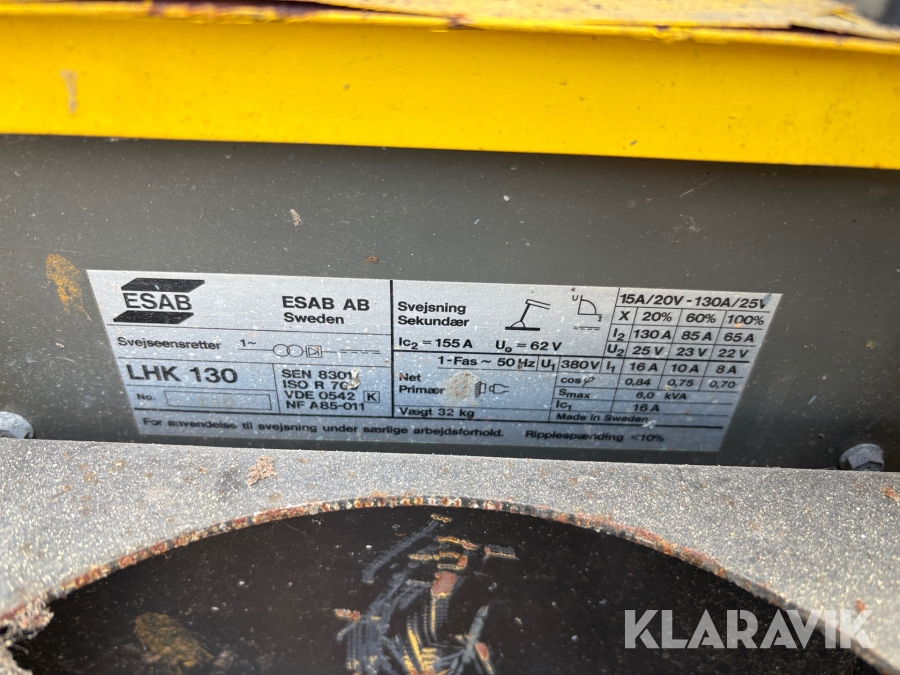 ESAB
ESAB AB
Sweden
Svejseensretter 1~
LHK 130
SEN 8301
ISO R 700
VDE 0542 K
NF A85-011
No.
Svejsning
Sekundær
Ic2 = 155 A U₀ = 62 V
15A/20V - 130A/25V
X 20% 60% 100%
I2 130 A 85 A 65 A
U2 25 V 23 V 22 V
1-Fas ~ 50 Hz U1 380 V I1 16 A 10 A 8 A
Net
Primær
cos φ 0,84 0,75 0,70
Smax 6,0 kVA
Ic1 16 A
Vægt 32 kg
Made in Sweden
For anvendelse til svejsning under særlige arbejdsforhold. Ripplespænding <10%
KLARAVIK